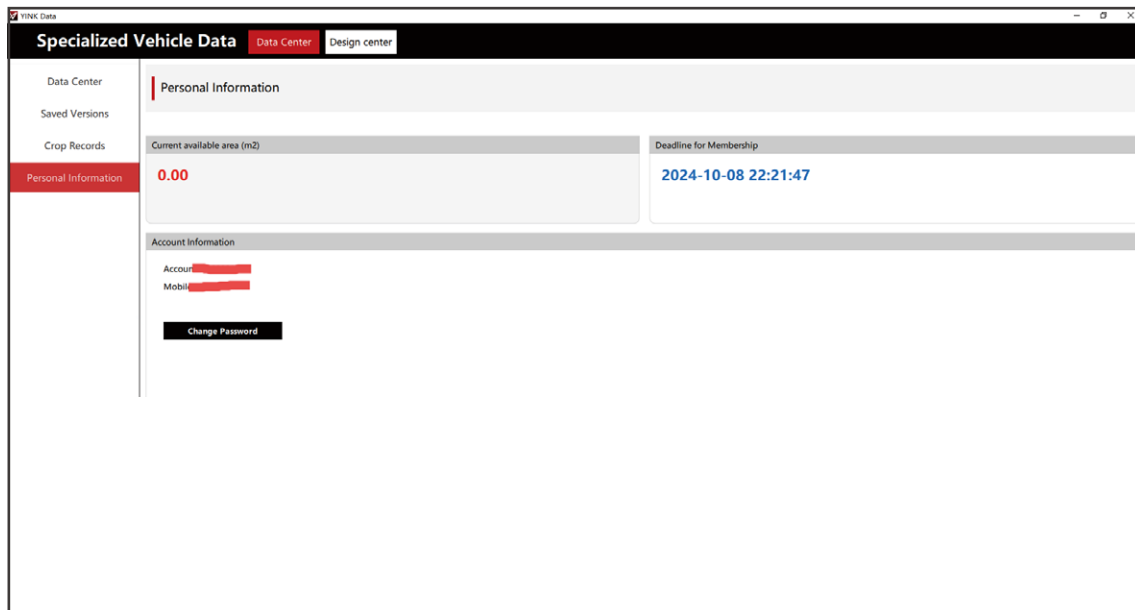 YINK Data
Specialized Vehicle Data Data Center Design center
Data Center
Saved Versions
Crop Records
Personal Information
Personal Information
Current available area (m2)
0.00
Deadline for Membership
2024-10-08 22:21:47
Account Information
Change Password